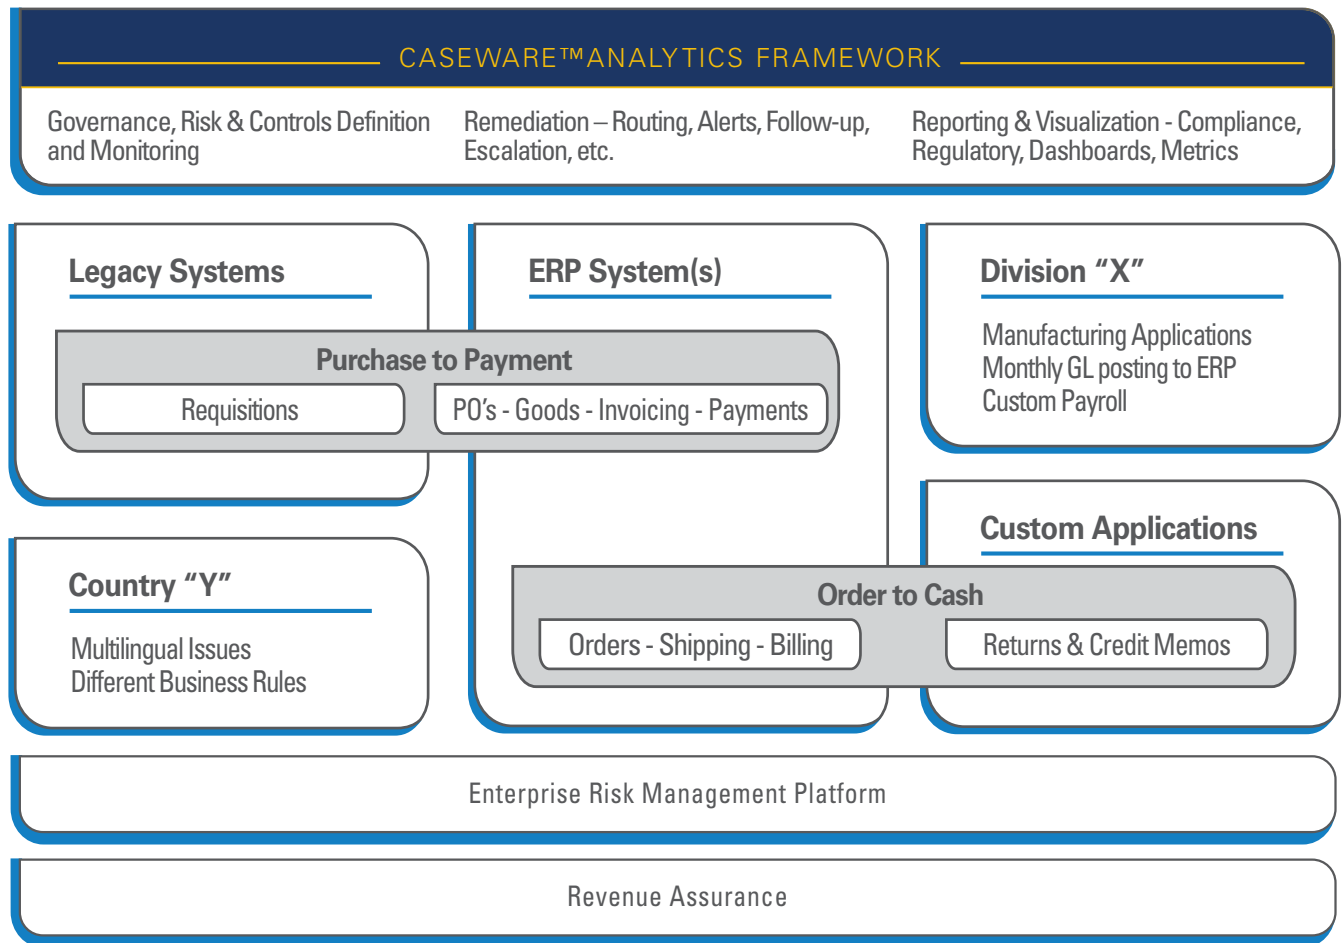 CASEWARE™ANALYTICS FRAMEWORK
Governance, Risk & Controls Definition
and Monitoring
Remediation – Routing, Alerts, Follow-up,
Escalation, etc.
Reporting & Visualization - Compliance,
Regulatory, Dashboards, Metrics
Legacy Systems
ERP System(s)
Division “X”
Manufacturing Applications
Monthly GL posting to ERP
Custom Payroll
Purchase to Payment
Requisitions
PO's - Goods - Invoicing - Payments
Country “Y”
Multilingual Issues
Different Business Rules
Custom Applications
Order to Cash
Orders - Shipping - Billing
Returns & Credit Memos
Enterprise Risk Management Platform
Revenue Assurance